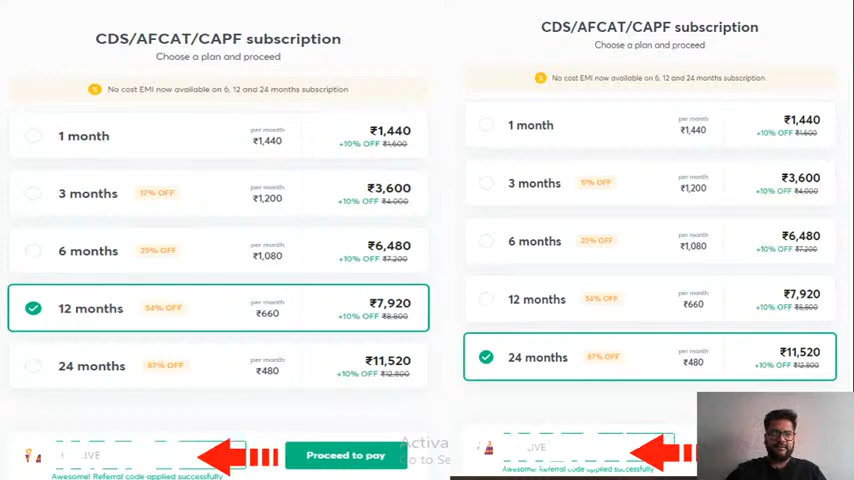 CDS/AFCAT/CAPF subscription
Choose a plan and proceed
No cost EMI now available on 6, 12 and 24 months subscription
1 month
per month
₹1,440
₹1,440
+10% OFF ₹1,600
3 months
17% OFF
per month
₹1,200
₹3,600
+10% OFF ₹4,000
6 months
25% OFF
per month
₹1,080
₹6,480
+10% OFF ₹7,200
12 months
54% OFF
per month
₹660
₹7,920
+10% OFF ₹8,800
24 months
67% OFF
per month
₹480
₹11,520
+10% OFF ₹12,800
LIVE
Proceed to pay
Awesome! Referral code applied successfully
Activa
Go to Se
CDS/AFCAT/CAPF subscription
Choose a plan and proceed
No cost EMI now available on 6, 12 and 24 months subscription
1 month
per month
₹1,440
₹1,440
+10% OFF ₹1,600
3 months
17% OFF
per month
₹1,200
₹3,600
+10% OFF ₹4,000
6 months
25% OFF
per month
₹1,080
₹6,480
+10% OFF ₹7,200
12 months
54% OFF
per month
₹660
₹7,920
+10% OFF ₹8,800
24 months
67% OFF
per month
₹480
₹11,520
+10% OFF ₹12,800
LIVE
Awesome! Referral code applied successfully